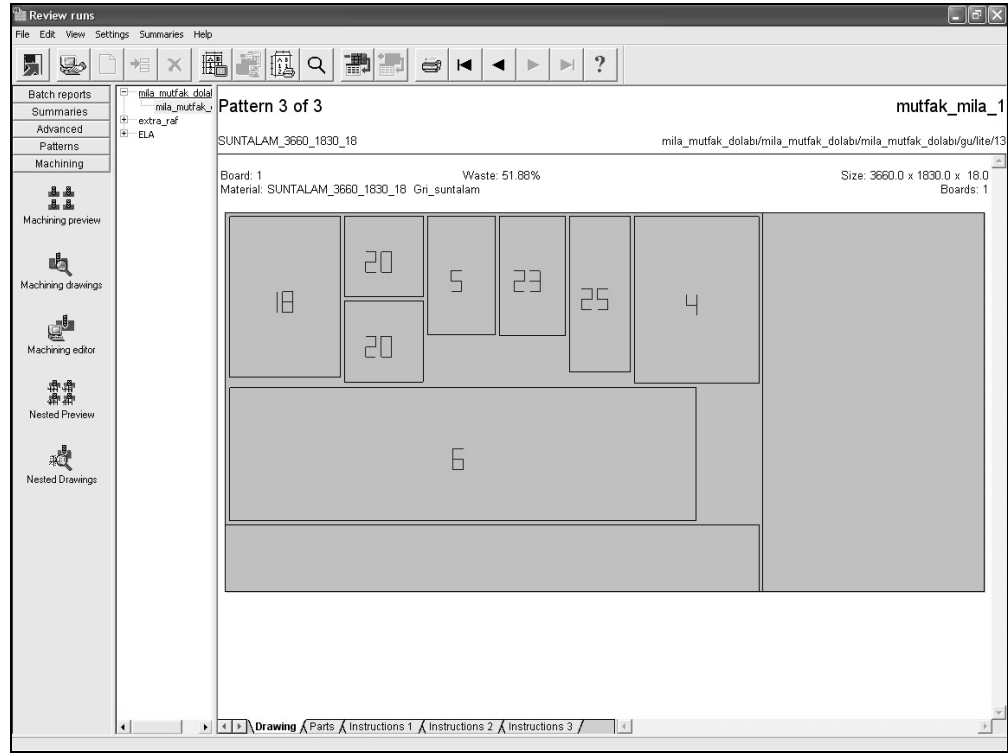 Review runs
File Edit View Settings Summaries Help
?
Batch reports
Summaries
Advanced
Patterns
Machining
Machining preview
Machining drawings
Machining editor
Nested Preview
Nested Drawings
mila_mutfak_dolal
mila_mutfak_
extra_raf
ELA
Pattern 3 of 3 mutfak_mila_1
SUNTALAM_3660_1830_18 mila_mutfak_dolabı/mila_mutfak_dolabı/mila_mutfak_dolabı/gu/lite/13
Board: 1 Waste: 51.88% Size: 3660.0 x 1830.0 x 18.0
Material: SUNTALAM_3660_1830_18 Gri_suntalam Boards: 1
18 20 5 23 25 4
20
6
Drawing Parts Instructions 1 Instructions 2 Instructions 3